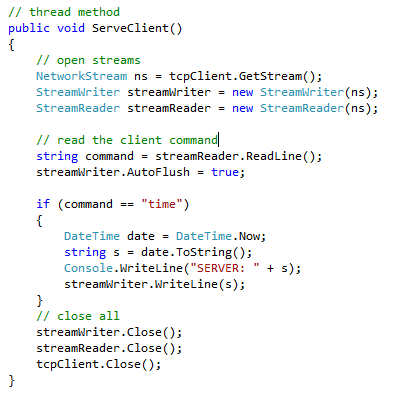 // thread method
public void ServeClient()
{
    // open streams
    NetworkStream ns = tcpClient.GetStream();
    StreamWriter streamWriter = new StreamWriter(ns);
    StreamReader streamReader = new StreamReader(ns);

    // read the client command
    string command = streamReader.ReadLine();
    streamWriter.AutoFlush = true;

    if (command == "time")
    {
        DateTime date = DateTime.Now;
        string s = date.ToString();
        Console.WriteLine("SERVER: " + s);
        streamWriter.WriteLine(s);
    }
    // close all
    streamWriter.Close();
    streamReader.Close();
    tcpClient.Close();
}